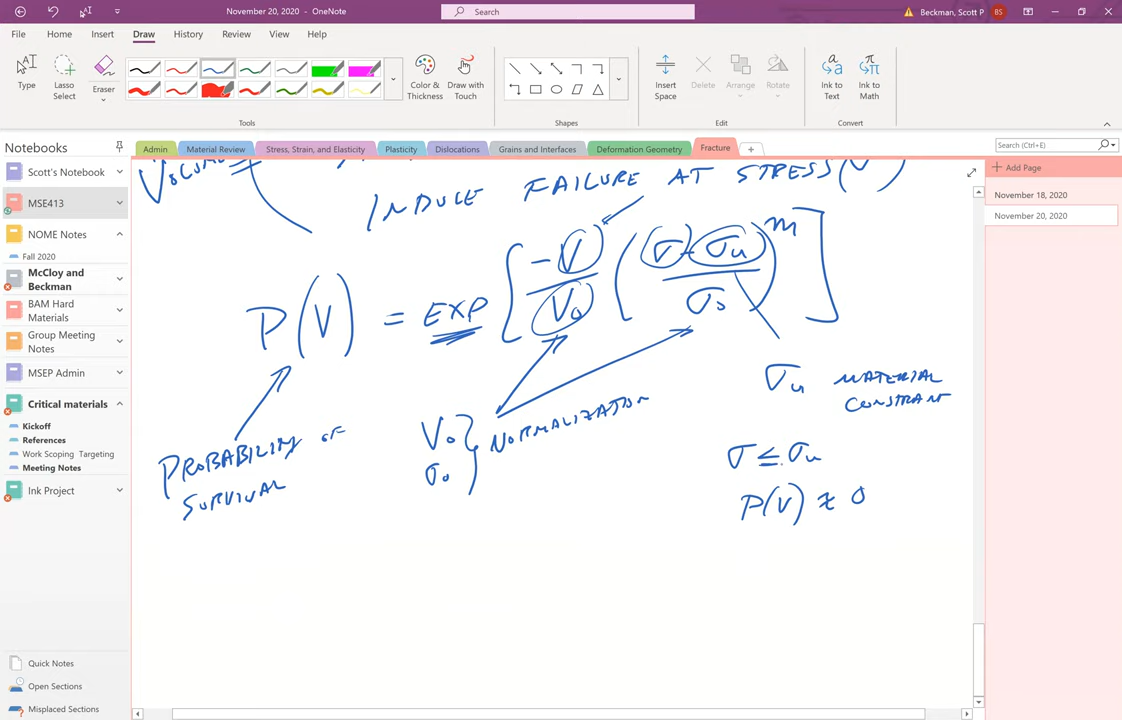 November 20, 2020 - OneNote
Search
Beckman, Scott P
BS
File Home Insert Draw History Review View Help
Type
Lasso Select
Eraser
Color & Thickness
Draw with Touch
Insert Space
Delete
Arrange
Rotate
Ink to Text
Ink to Math
Tools
Shapes
Edit
Convert
Notebooks
Admin
Material Review
Stress, Strain, and Elasticity
Plasticity
Dislocations
Grains and Interfaces
Deformation Geometry
Fracture
Search (Ctrl+E)
Scott's Notebook
MSE413
NOME Notes
Fall 2020
McCloy and Beckman
BAM Hard Materials
Group Meeting Notes
MSEP Admin
Critical materials
Kickoff
References
Work Scoping Targeting
Meeting Notes
Ink Project
Quick Notes
Open Sections
Misplaced Sections
Add Page
November 18, 2020
November 20, 2020
VOLUME
INDUCE FAILURE AT STRESS(V)
P(V) = EXP [ -V/V₀ ( (σ-σu)/σ₀ )^m ]
PROBABILITY OF
SURVIVAL
V₀
σ₀
} NORMALIZATION
σu MATERIAL
CONSTRANT
σ ≤ σu
P(V) ≈ 0